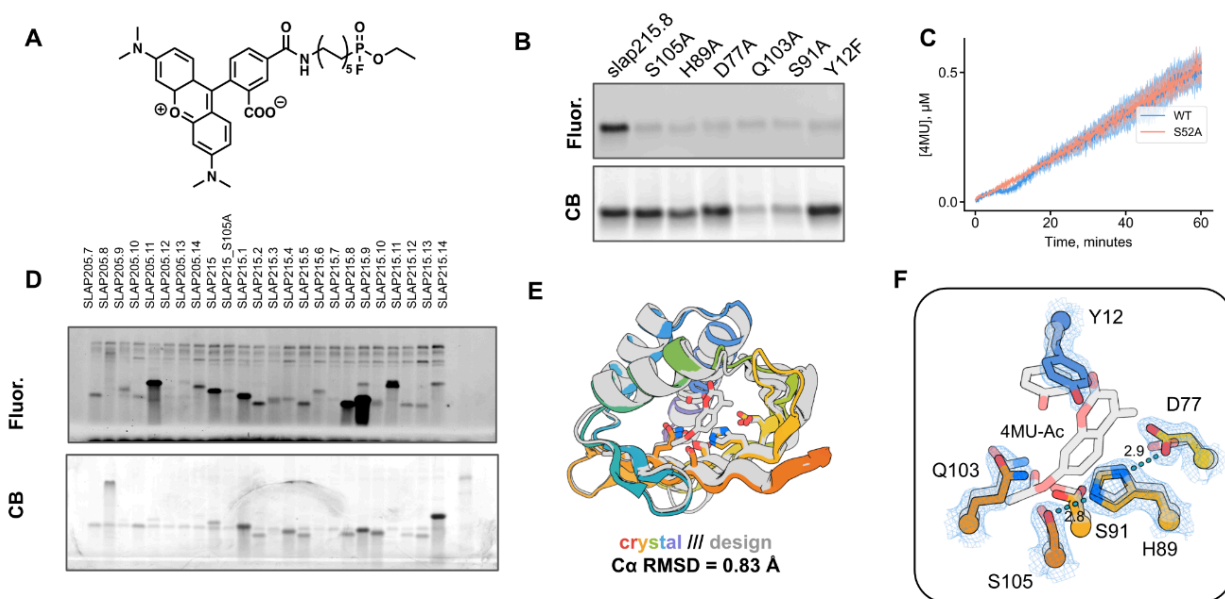 A
N
O
N
H
5
O
P
F
O
COO⊖
O
⊕
N
B
slap215.8
S105A
H89A
D77A
Q103A
S91A
Y12F
Fluor.
CB
C
[4MU], µM
0.5
0.0
0
20
40
60
Time, minutes
WT
S52A
D
SLAP205.7
SLAP205.8
SLAP205.9
SLAP205.10
SLAP205.11
SLAP205.12
SLAP205.13
SLAP205.14
SLAP215
SLAP215_S105A
SLAP215.1
SLAP215.2
SLAP215.3
SLAP215.4
SLAP215.5
SLAP215.6
SLAP215.7
SLAP215.8
SLAP215.9
SLAP215.10
SLAP215.11
SLAP215.12
SLAP215.13
SLAP215.14
Fluor.
CB
E
crystal /// design
Cα RMSD = 0.83 Å
F
Y12
D77
4MU-Ac
2.9
Q103
2.8
S91
H89
S105